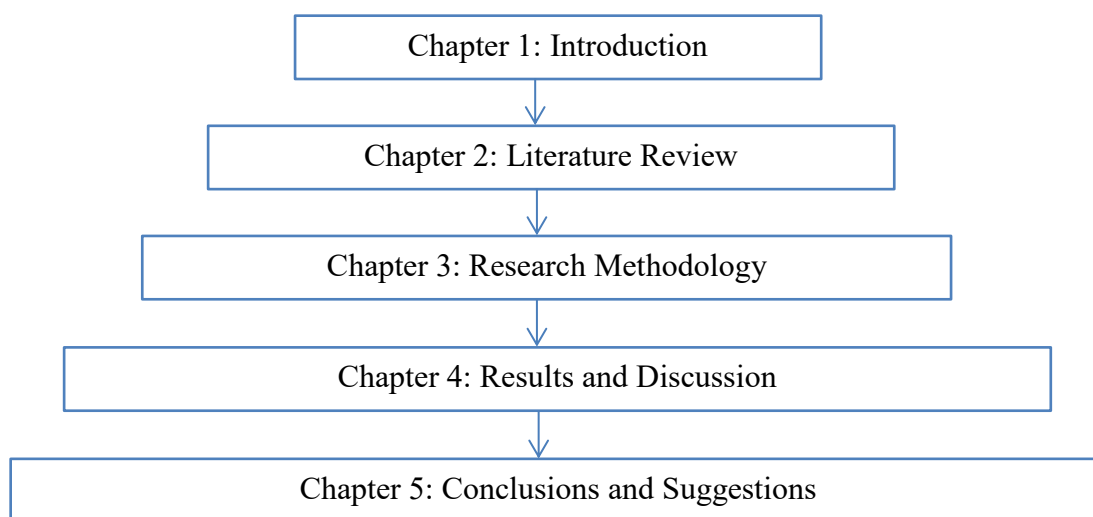 Chapter 1: Introduction
Chapter 2: Literature Review
Chapter 3: Research Methodology
Chapter 4: Results and Discussion
Chapter 5: Conclusions and Suggestions